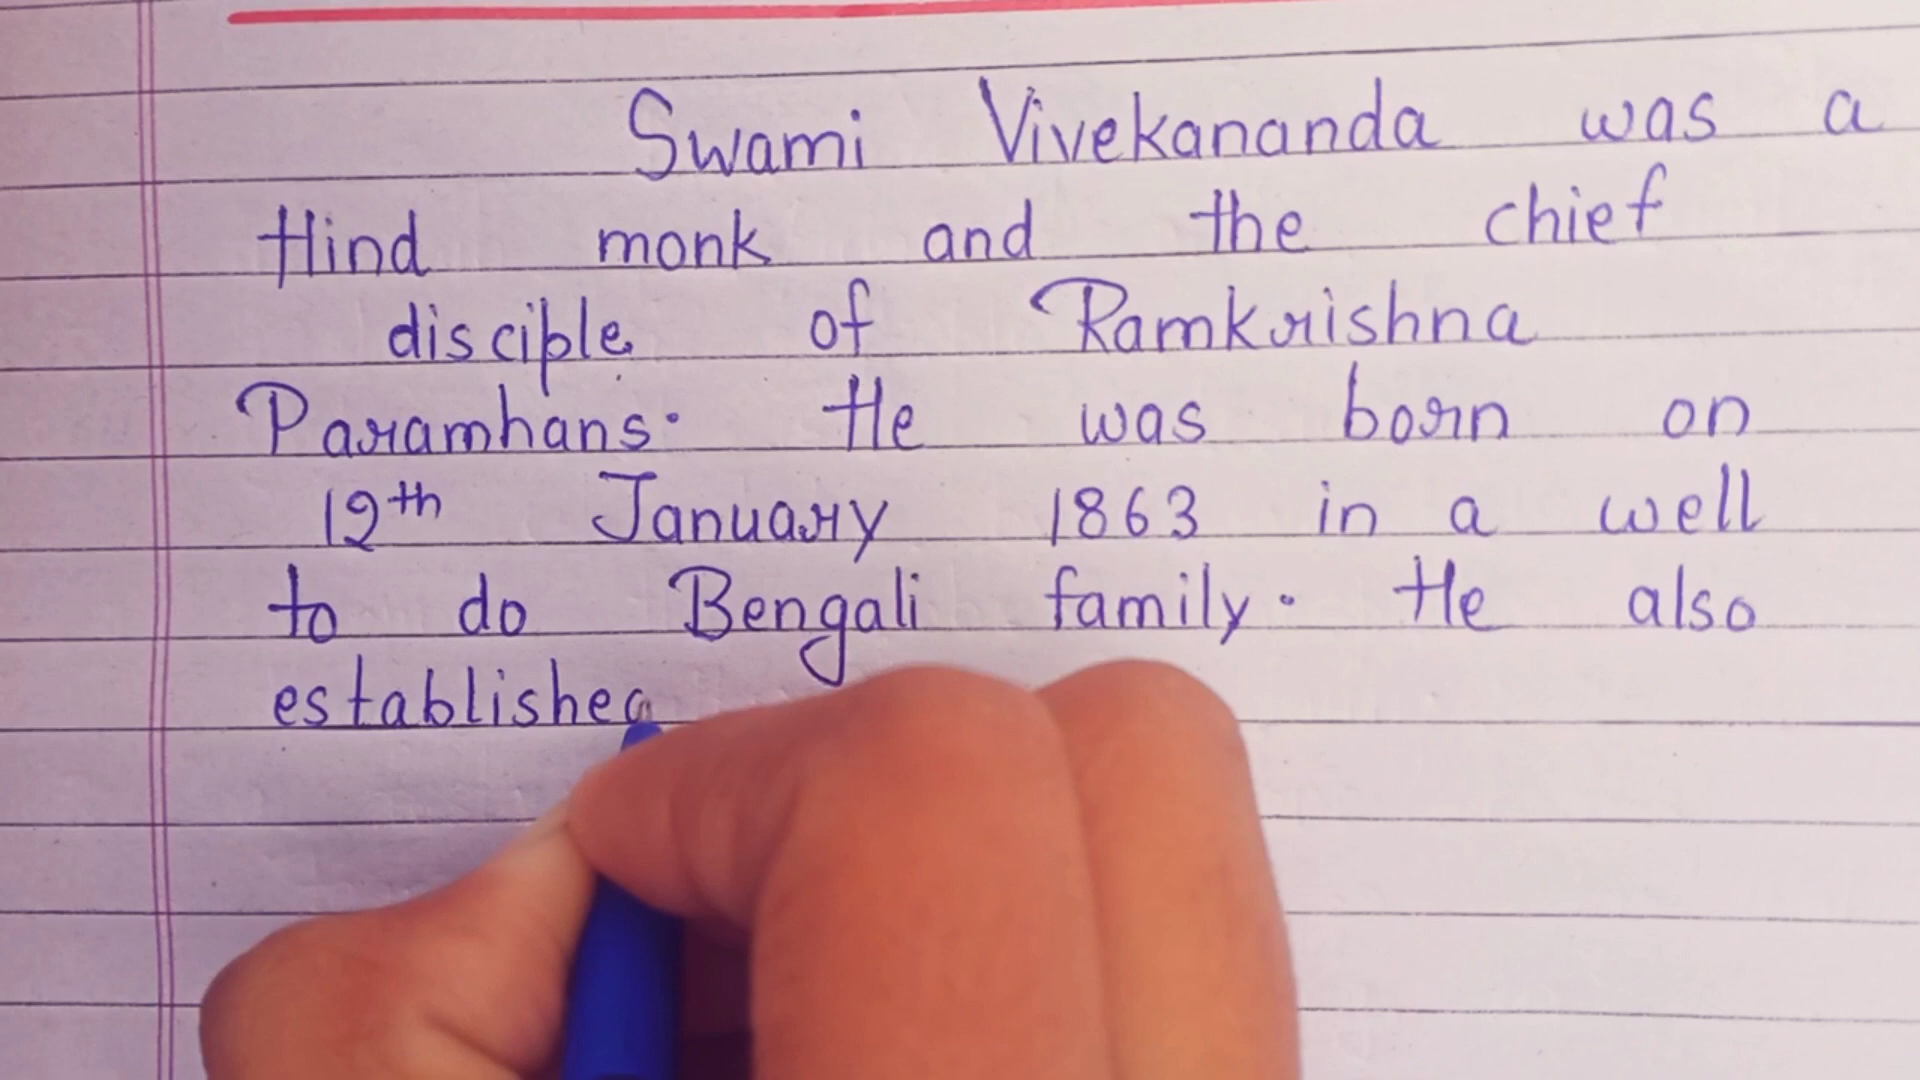 Swami Vivekananda was a
Hind monk and the chief
disciple of Ramkrishna
Paramhans. He was born on
12th January 1863 in a well
to do Bengali family. He also
established